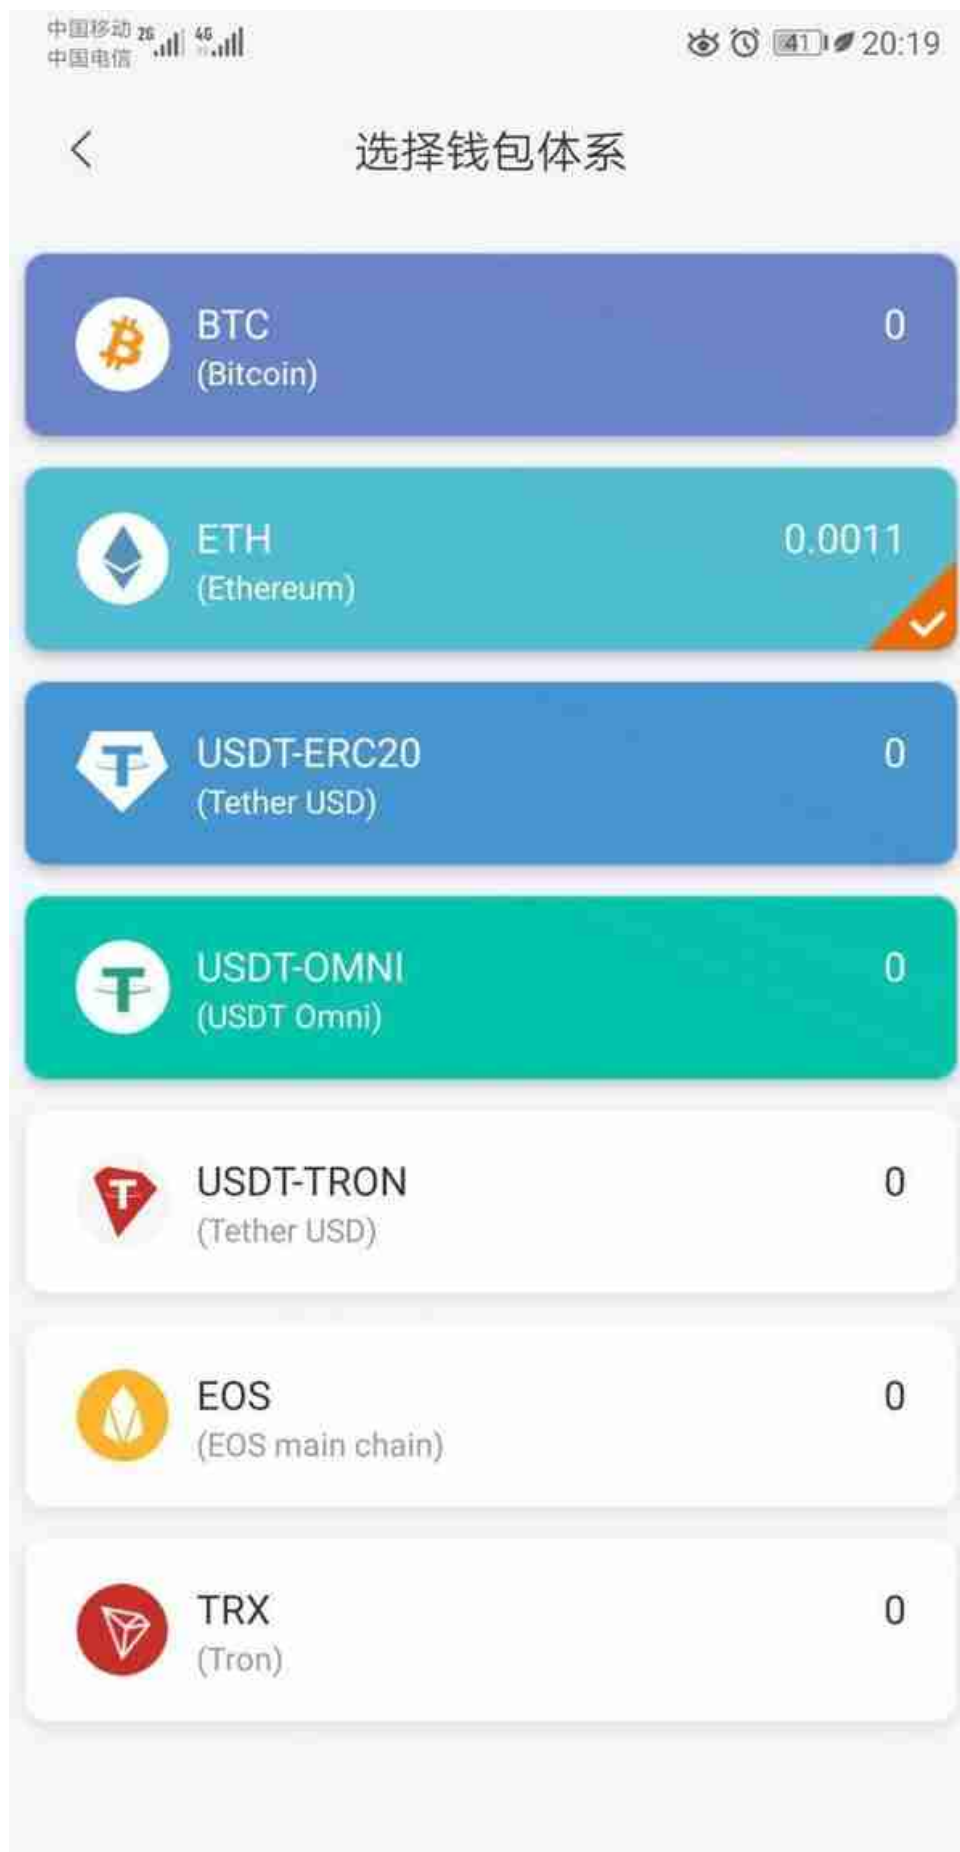 中国移动 2G 4G
中国电信
41 20:19
选择钱包体系
BTC 0
(Bitcoin)
ETH 0.0011
(Ethereum)
USDT-ERC20 0
(Tether USD)
USDT-OMNI 0
(USDT Omni)
USDT-TRON 0
(Tether USD)
EOS 0
(EOS main chain)
TRX 0
(Tron)